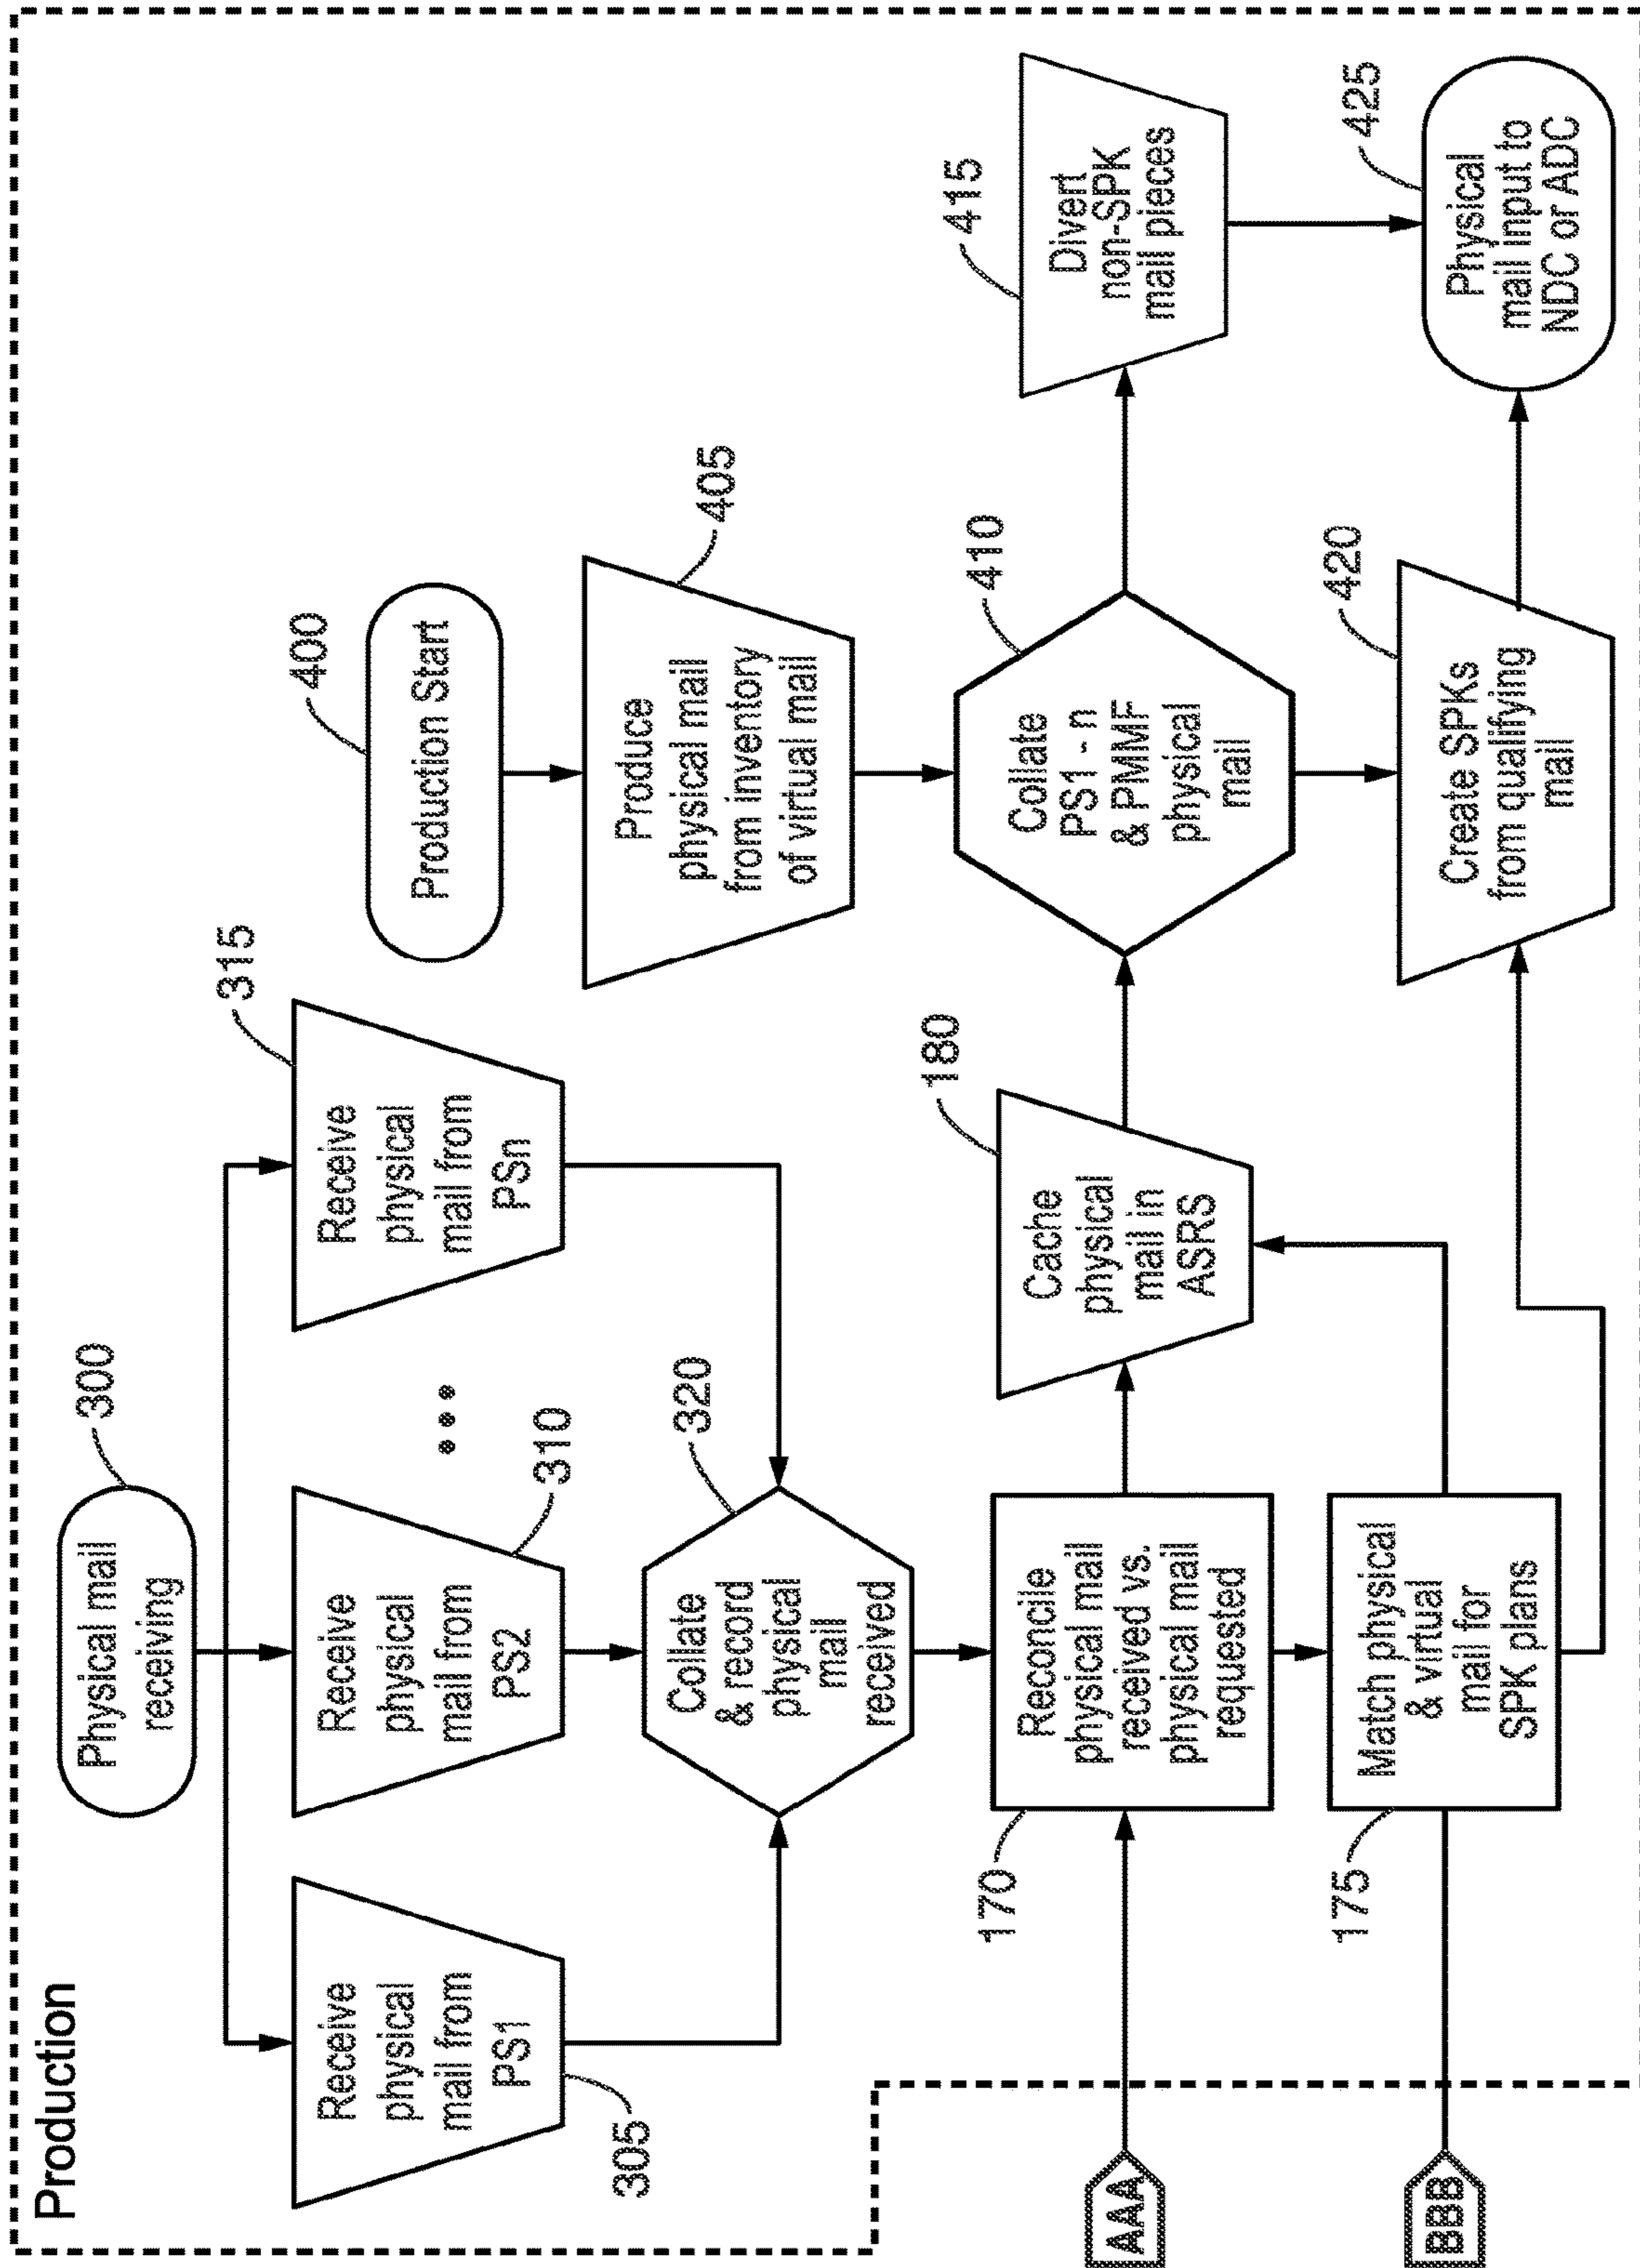 Production
Physical mail
receiving
300
Receive
physical
mail from
PS1
305
Receive
physical
mail from
PS2
310
Receive
physical
mail from
PSn
315
Collate
& record
physical
mail
received
320
Production Start
400
Produce
physical mail
from inventory
of virtual mail
405
AAA
Reconcile
physical mail
received vs.
physical mail
requested
170
Cache
physical
mail in
ASRS
180
Collate
PS1 - n
& PMMF
physical
mail
410
Divert
non-SPK
mail pieces
415
BBB
Match physical
& virtual
mail for
SPK plans
175
Create SPKs
from qualifying
mail
420
Physical
mail input to
NDC or ADC
425